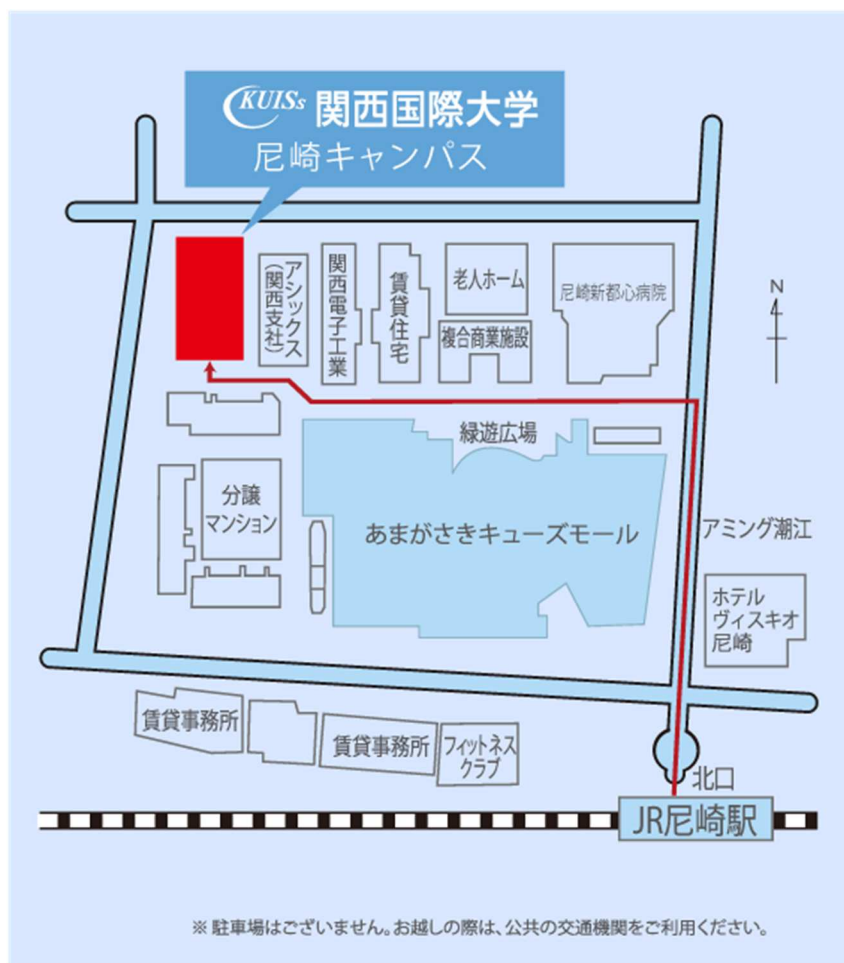 KUISs 関西国際大学
尼崎キャンパス
アシックス
(関西支社)
関西電子工業
賃貸住宅
老人ホーム
複合商業施設
尼崎新都心病院
N
緑遊広場
分譲
マンション
あまがさきキューズモール
アミング潮江
ホテル
ヴィスキオ
尼崎
賃貸事務所
賃貸事務所
フィットネス
クラブ
北口
JR尼崎駅
※ 駐車場はございません。お越しの際は、公共の交通機関をご利用ください。